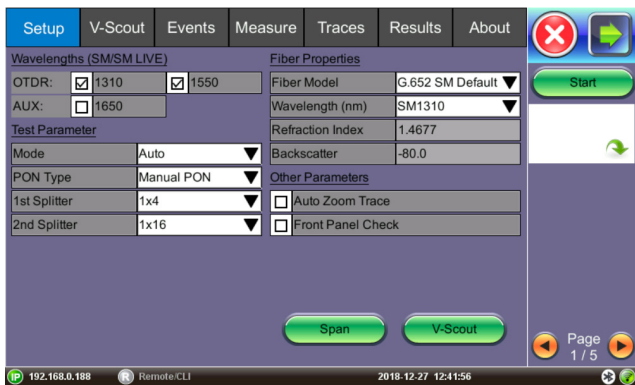 Setup V-Scout Events Measure Traces Results About
Wavelengths (SM/SM LIVE)
OTDR: 1310 1550
AUX: 1650
Test Parameter
Mode Auto
PON Type Manual PON
1st Splitter 1x4
2nd Splitter 1x16
Fiber Properties
Fiber Model G.652 SM Default
Wavelength (nm) SM1310
Refraction Index 1.4677
Backscatter -80.0
Other Parameters
Auto Zoom Trace
Front Panel Check
Span V-Scout
Start
Page
1 / 5
IP 192.168.0.188 R Remote/CLI 2018-12-27 12:41:56